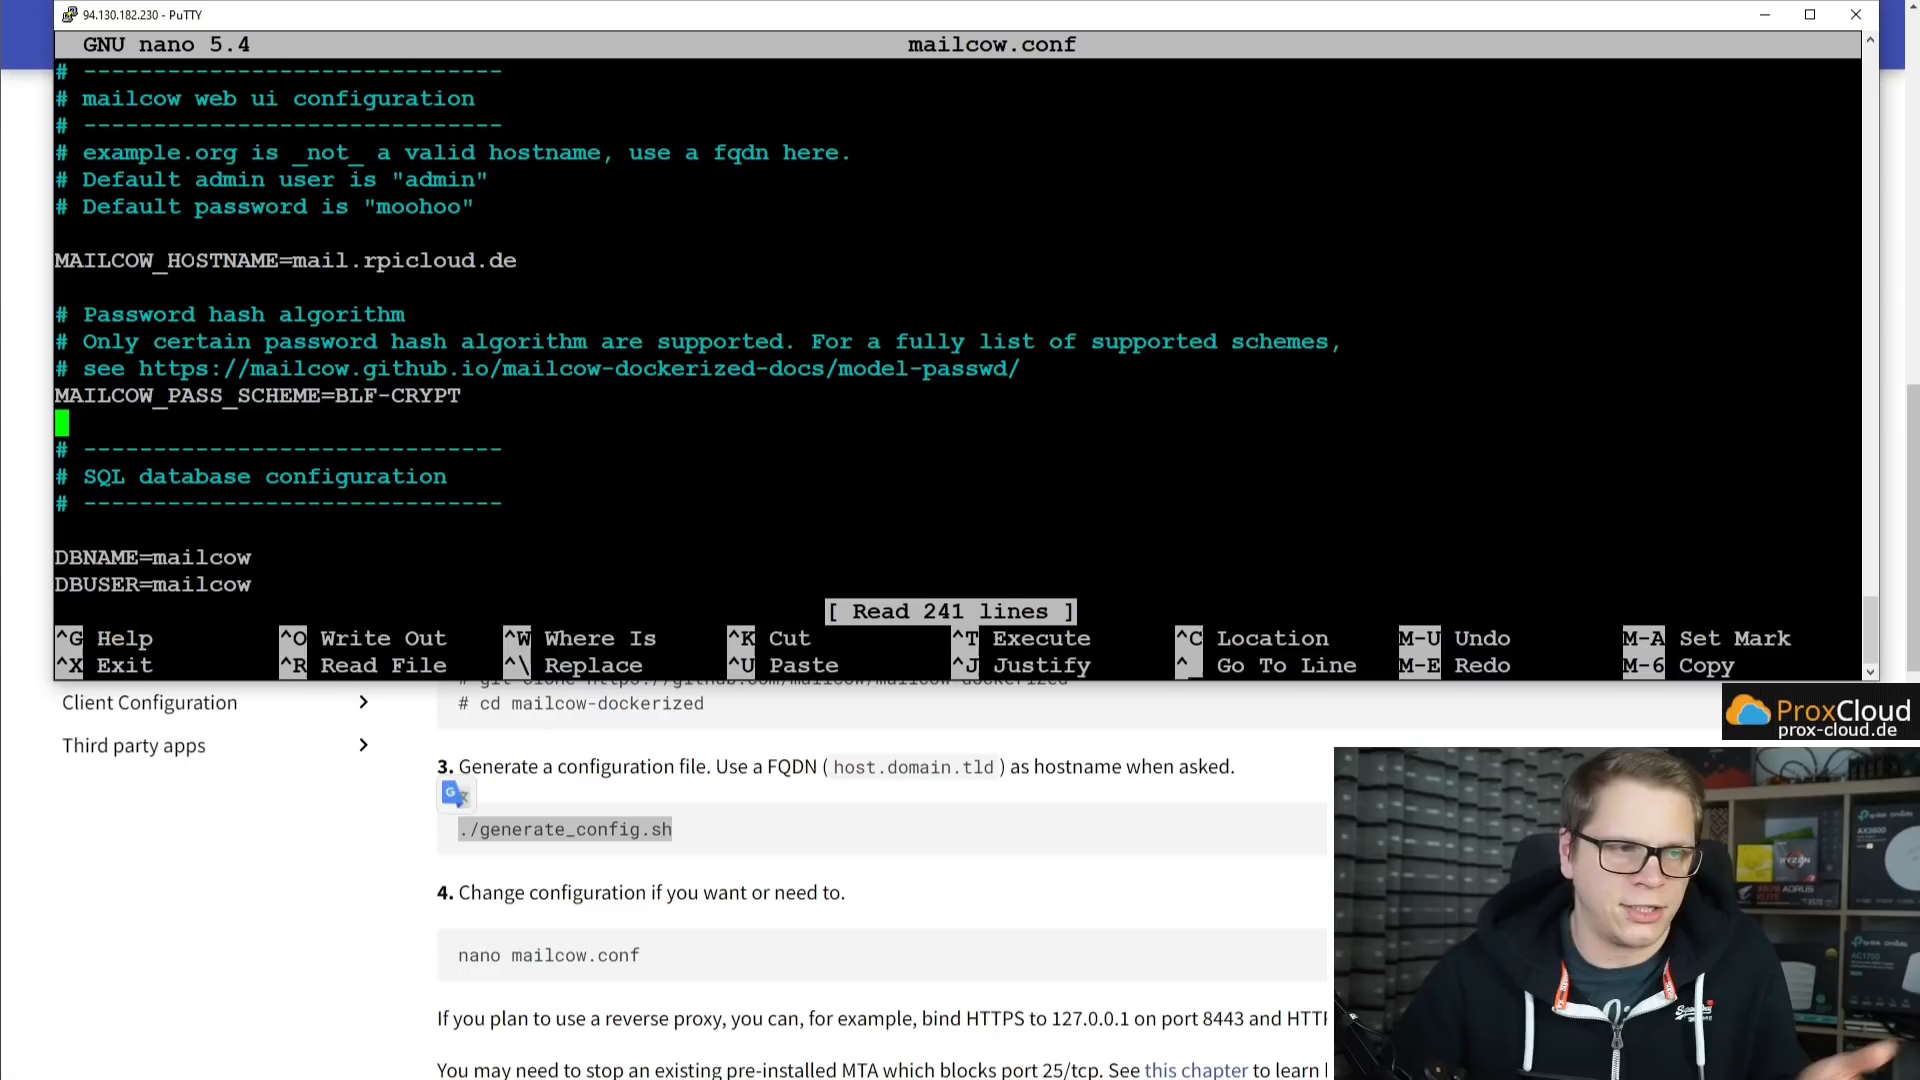 94.130.182.230 - PuTTY
GNU nano 5.4 mailcow.conf
# ------------------------------
# mailcow web ui configuration
# ------------------------------
# example.org is _not_ a valid hostname, use a fqdn here.
# Default admin user is "admin"
# Default password is "moohoo"
MAILCOW_HOSTNAME=mail.rpicloud.de
# Password hash algorithm
# Only certain password hash algorithm are supported. For a fully list of supported schemes,
# see https://mailcow.github.io/mailcow-dockerized-docs/model-passwd/
MAILCOW_PASS_SCHEME=BLF-CRYPT
# ------------------------------
# SQL database configuration
# ------------------------------
DBNAME=mailcow
DBUSER=mailcow
[ Read 241 lines ]
^G Help ^O Write Out ^W Where Is ^K Cut ^T Execute ^C Location M-U Undo M-A Set Mark
^X Exit ^R Read File ^\ Replace ^U Paste ^J Justify ^_ Go To Line M-E Redo M-6 Copy
# git clone https://github.com/mailcow/mailcow-dockerized
Client Configuration
# cd mailcow-dockerized
Third party apps
ProxCloud
prox-cloud.de
3. Generate a configuration file. Use a FQDN ( host.domain.tld ) as hostname when asked.
./generate_config.sh
4. Change configuration if you want or need to.
nano mailcow.conf
If you plan to use a reverse proxy, you can, for example, bind HTTPS to 127.0.0.1 on port 8443 and
You may need to stop an existing pre-installed MTA which blocks port 25/tcp. See this chapter to learn
AX3600
RYZEN
AORUS
tp-link omada
AC1750